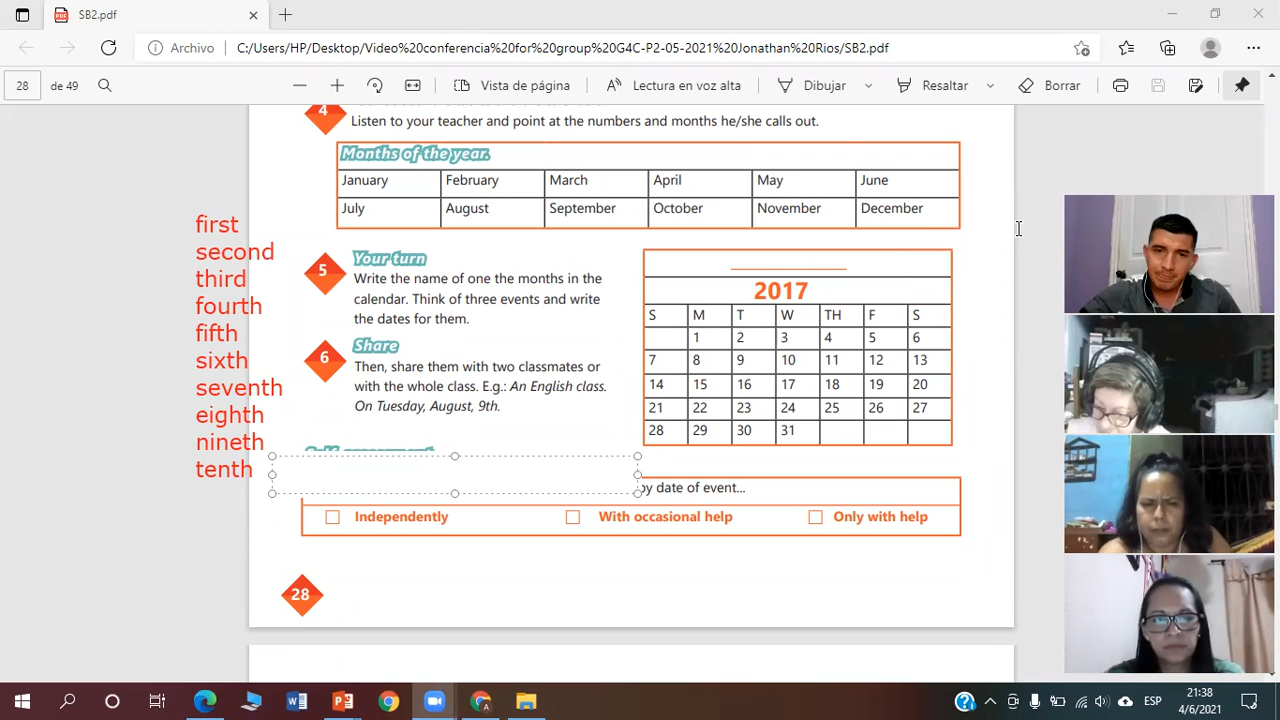 SB2.pdf
Archivo
C:/Users/HP/Desktop/Video%20conferencia%20for%20group%20G4C-P2-05-2021%20Jonathan%20Rios/SB2.pdf
28 de 49
Vista de página
Lectura en voz alta
Dibujar
Resaltar
Borrar
4
Listen to your teacher and point at the numbers and months he/she calls out.
Months of the year.
January February March April May June
July August September October November December
first
second
third
fourth
fifth
sixth
seventh
eighth
nineth
tenth
5
Your turn
Write the name of one the months in the
calendar. Think of three events and write
the dates for them.
6
Share
Then, share them with two classmates or
with the whole class. E.g.: An English class.
On Tuesday, August, 9th.
2017
S M T W TH F S
1 2 3 4 5 6
7 8 9 10 11 12 13
14 15 16 17 18 19 20
21 22 23 24 25 26 27
28 29 30 31
by date of event...
Independently
With occasional help
Only with help
28
ESP
21:38
4/6/2021